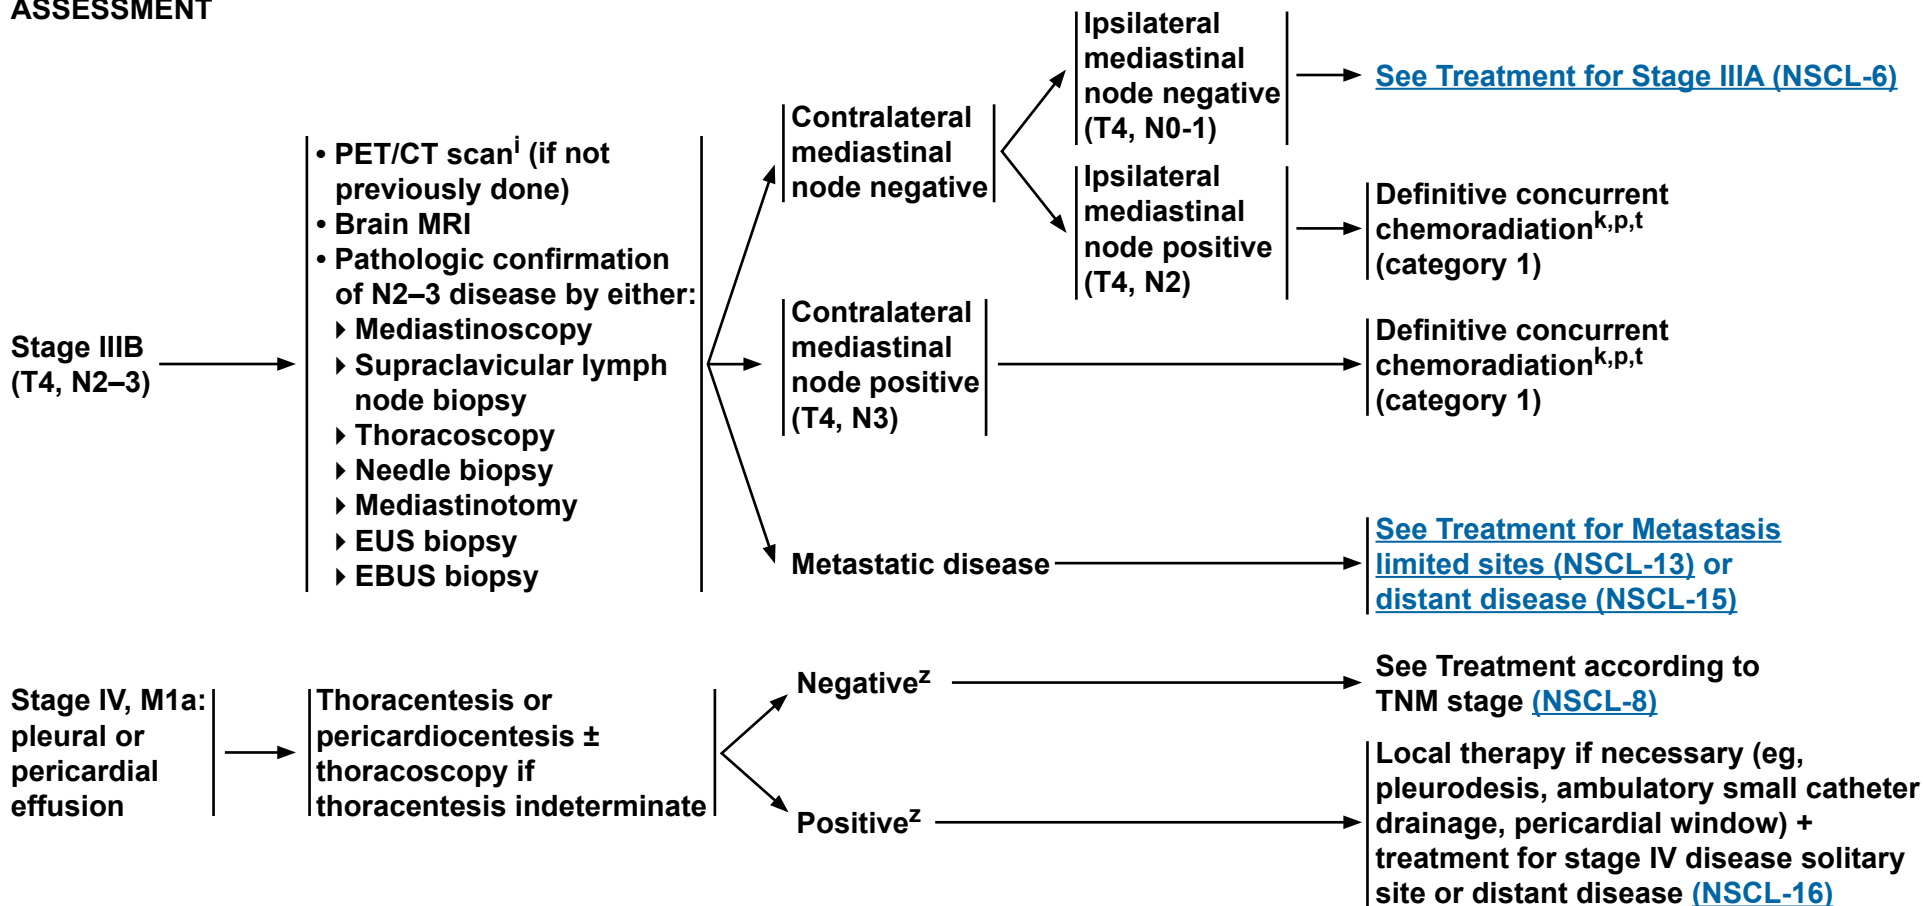 ASSESSMENT
Stage IIIB
(T4, N2–3)
• PET/CT scanⁱ (if not
previously done)
• Brain MRI
• Pathologic confirmation
of N2–3 disease by either:
▸ Mediastinoscopy
▸ Supraclavicular lymph
node biopsy
▸ Thoracoscopy
▸ Needle biopsy
▸ Mediastinotomy
▸ EUS biopsy
▸ EBUS biopsy
Contralateral
mediastinal
node negative
Ipsilateral
mediastinal
node negative
(T4, N0-1)
See Treatment for Stage IIIA (NSCL-6)
Ipsilateral
mediastinal
node positive
(T4, N2)
Definitive concurrent
chemoradiationᵏ,ᵖ,ᵗ
(category 1)
Contralateral
mediastinal
node positive
(T4, N3)
Definitive concurrent
chemoradiationᵏ,ᵖ,ᵗ
(category 1)
Metastatic disease
See Treatment for Metastasis
limited sites (NSCL-13) or
distant disease (NSCL-15)
Stage IV, M1a:
pleural or
pericardial
effusion
Thoracentesis or
pericardiocentesis ±
thoracoscopy if
thoracentesis indeterminate
Negativeᶻ
See Treatment according to
TNM stage (NSCL-8)
Positiveᶻ
Local therapy if necessary (eg,
pleurodesis, ambulatory small catheter
drainage, pericardial window) +
treatment for stage IV disease solitary
site or distant disease (NSCL-16)